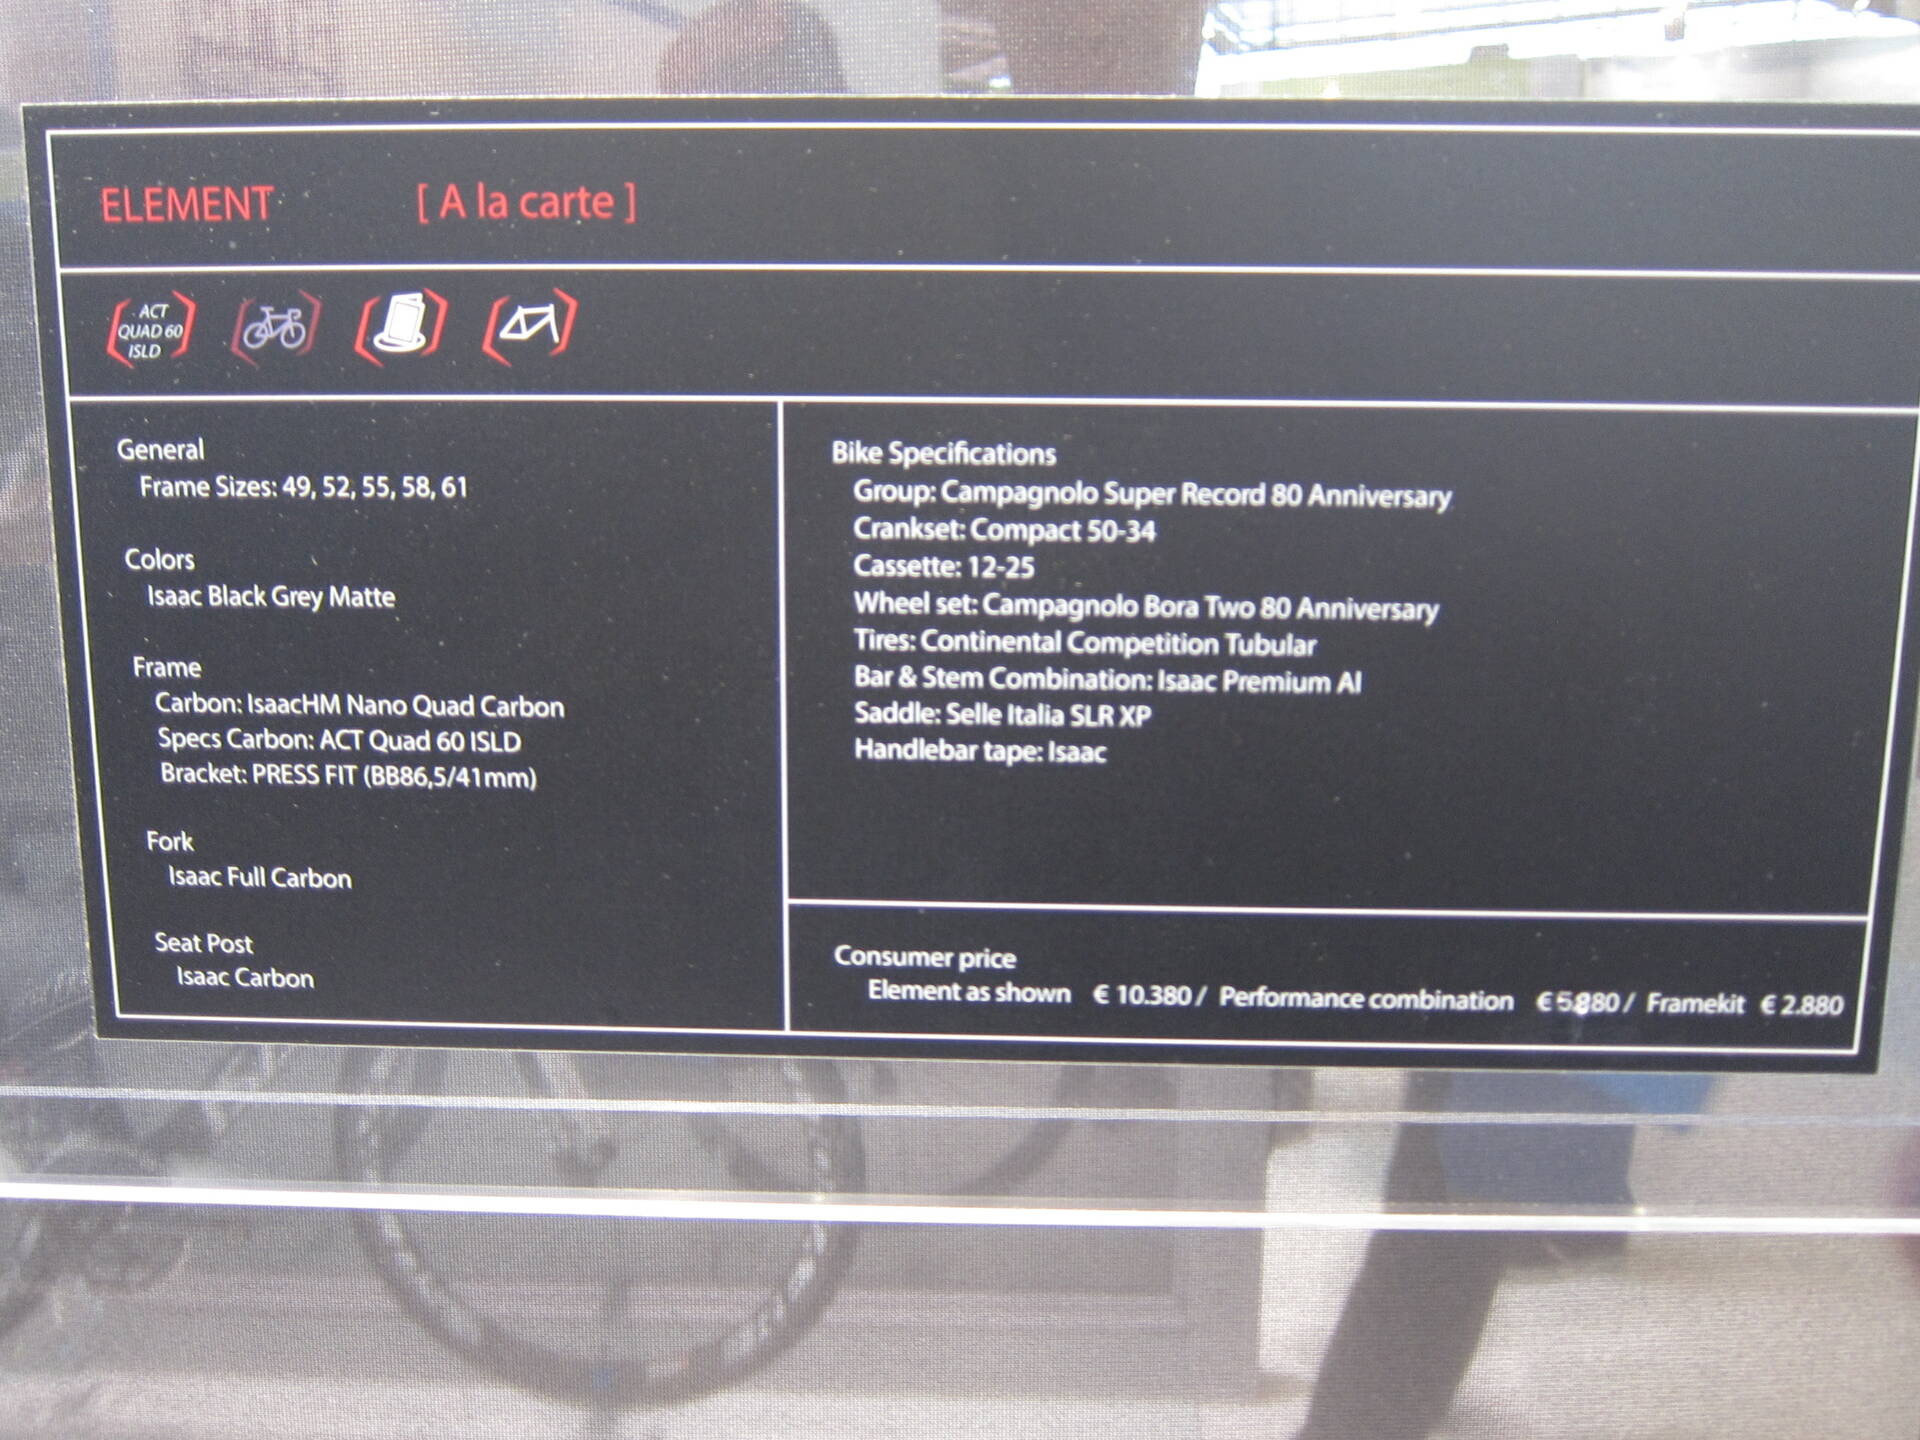 ELEMENT [ A la carte ]
ACT
QUAD 60
ISLD
General
Frame Sizes: 49, 52, 55, 58, 61
Colors
Isaac Black Grey Matte
Frame
Carbon: IsaacHM Nano Quad Carbon
Specs Carbon: ACT Quad 60 ISLD
Bracket: PRESS FIT (BB86,5/41mm)
Fork
Isaac Full Carbon
Seat Post
Isaac Carbon
Bike Specifications
Group: Campagnolo Super Record 80 Anniversary
Crankset: Compact 50-34
Cassette: 12-25
Wheel set: Campagnolo Bora Two 80 Anniversary
Tires: Continental Competition Tubular
Bar & Stem Combination: Isaac Premium Al
Saddle: Selle Italia SLR XP
Handlebar tape: Isaac
Consumer price
Element as shown € 10.380 / Performance combination € / Framekit € 2.880